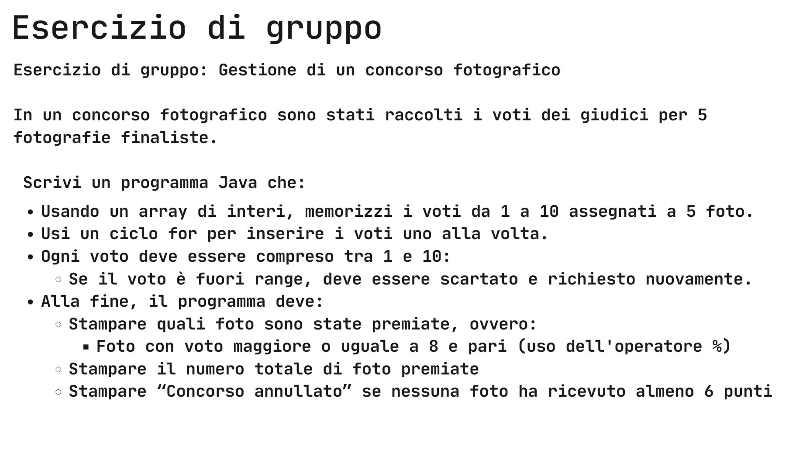 Esercizio di gruppo
Esercizio di gruppo: Gestione di un concorso fotografico
In un concorso fotografico sono stati raccolti i voti dei giudici per 5
fotografie finaliste.
Scrivi un programma Java che:
• Usando un array di interi, memorizzi i voti da 1 a 10 assegnati a 5 foto.
• Usi un ciclo for per inserire i voti uno alla volta.
• Ogni voto deve essere compreso tra 1 e 10:
○ Se il voto è fuori range, deve essere scartato e richiesto nuovamente.
• Alla fine, il programma deve:
○ Stampare quali foto sono state premiate, ovvero:
▪ Foto con voto maggiore o uguale a 8 e pari (uso dell'operatore %)
○ Stampare il numero totale di foto premiate
○ Stampare “Concorso annullato” se nessuna foto ha ricevuto almeno 6 punti